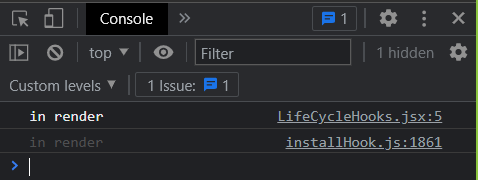 Console » 1
top ▼ Filter 1 hidden
Custom levels ▼ 1 Issue: 1
in render LifeCycleHooks.jsx:5
in render installHook.js:1861
>